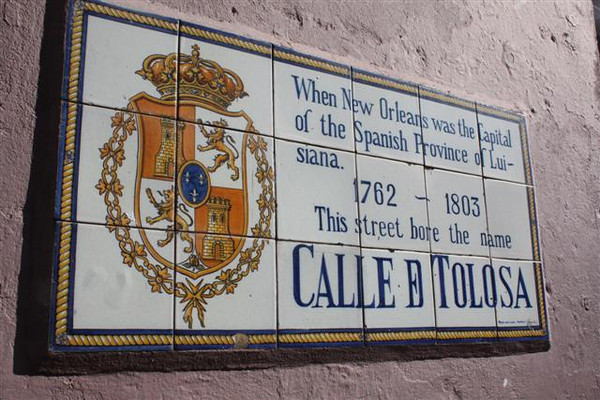 When New Orleans was the Capital
of the Spanish Province of Lui-
siana.
1762 ~ 1803
This street bore the name
CALLE D TOLOSA